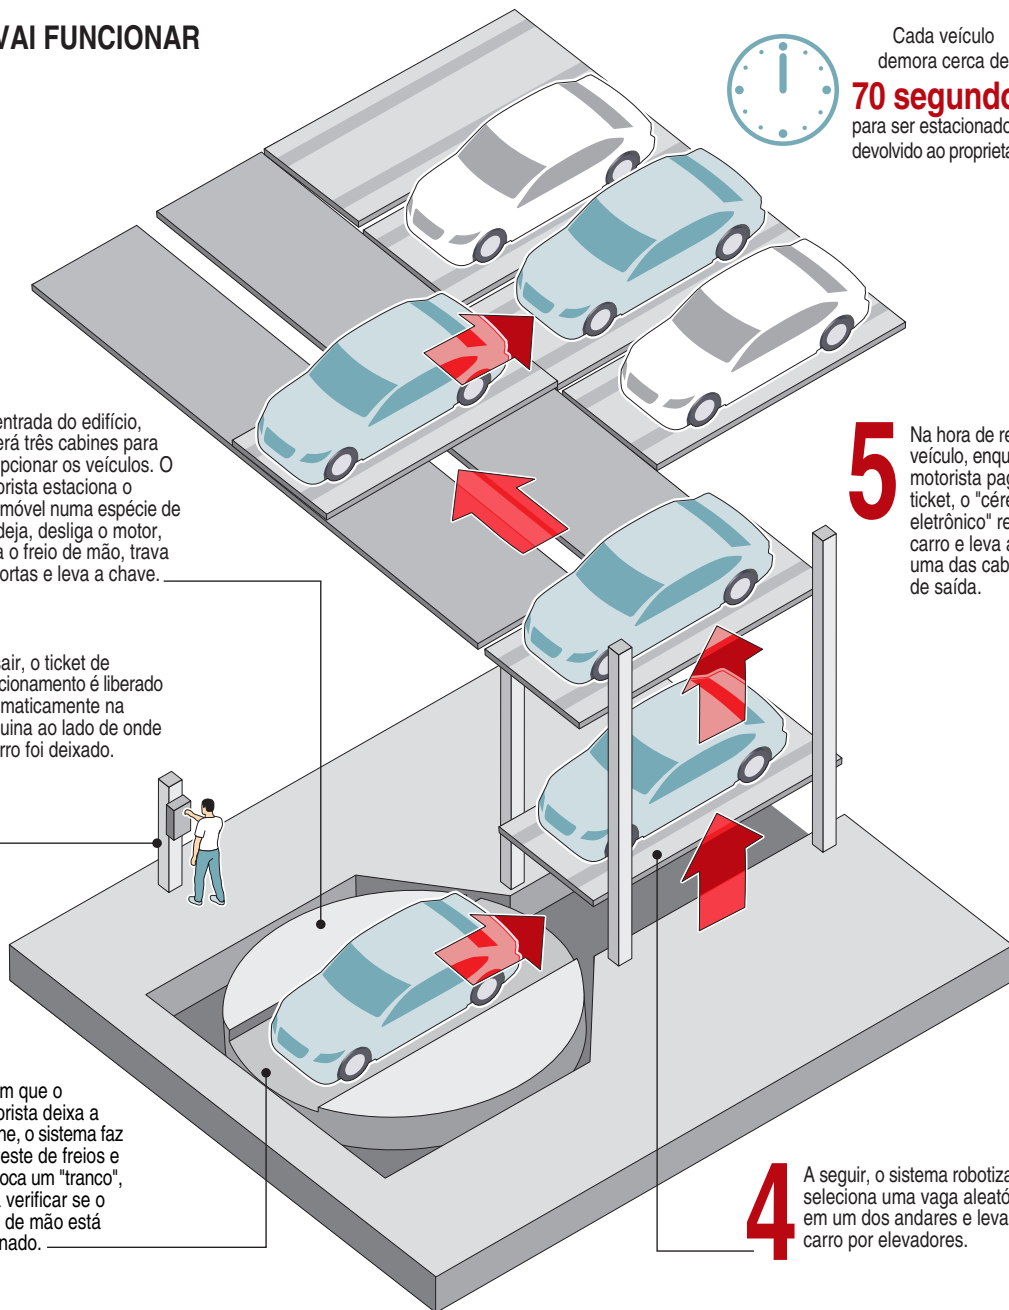 VAI FUNCIONAR
Cada veículo
demora cerca de
70 segundo
para ser estacionado
devolvido ao proprietá
entrada do edifício,
erá três cabines para
pcionar os veículos. O
orista estaciona o
móvel numa espécie de
deja, desliga o motor,
a o freio de mão, trava
ortas e leva a chave.
sair, o ticket de
cionamento é liberado
maticamente na
uina ao lado de onde
rro foi deixado.
m que o
orista deixa a
ne, o sistema faz
este de freios e
oca um "tranco",
verificar se o
de mão está
nado.
4
A seguir, o sistema robotiza
seleciona uma vaga aleató
em um dos andares e leva
carro por elevadores.
5
Na hora de re
veículo, enqu
motorista pag
ticket, o "cére
eletrônico" re
carro e leva a
uma das cab
de saída.